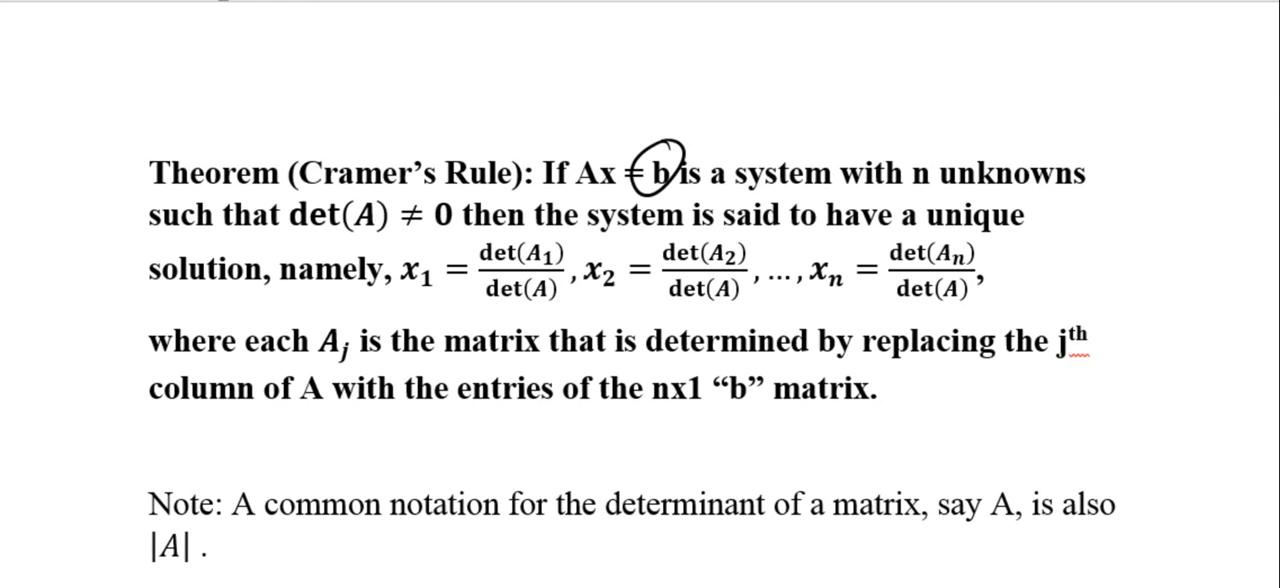 Theorem (Cramer’s Rule): If Ax = b is a system with n unknowns
such that det(A) ≠ 0 then the system is said to have a unique
solution, namely, x₁ = det(A₁)/det(A), x₂ = det(A₂)/det(A), …, xₙ = det(Aₙ)/det(A),
where each Aⱼ is the matrix that is determined by replacing the jᵗʰ
column of A with the entries of the nx1 “b” matrix.
Note: A common notation for the determinant of a matrix, say A, is also
|A| .